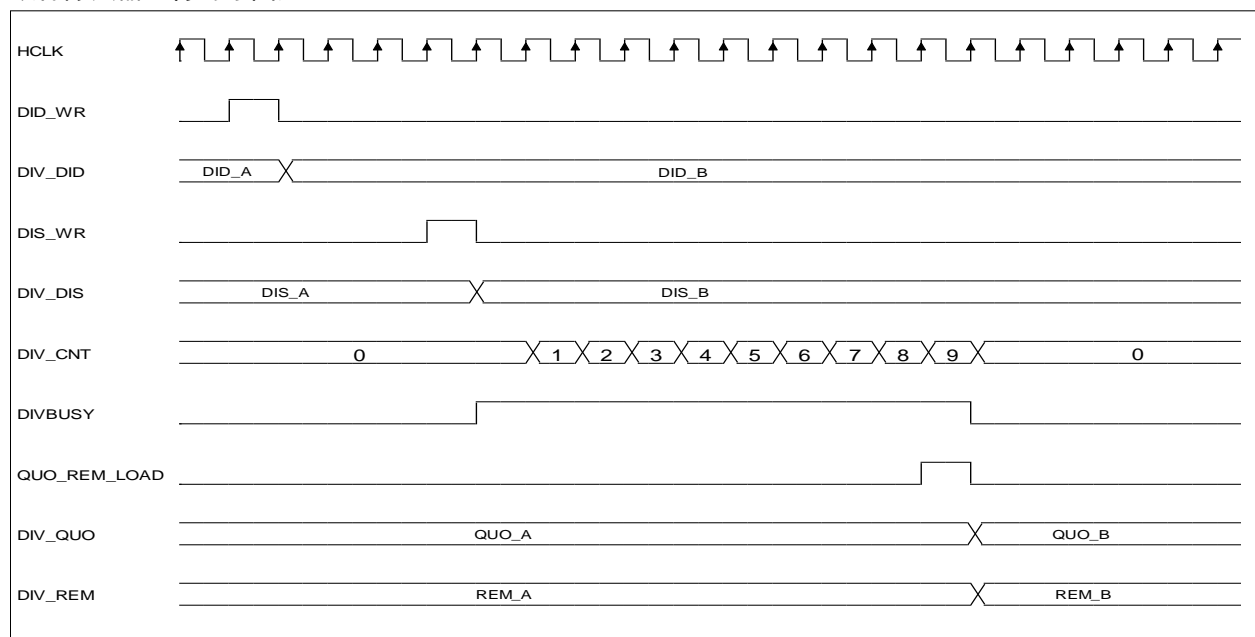 HCLK
DID_WR
DIV_DID DID_A DID_B
DIS_WR
DIV_DIS DIS_A DIS_B
DIV_CNT 0 1 2 3 4 5 6 7 8 9 0
DIVBUSY
QUO_REM_LOAD
DIV_QUO QUO_A QUO_B
DIV_REM REM_A REM_B